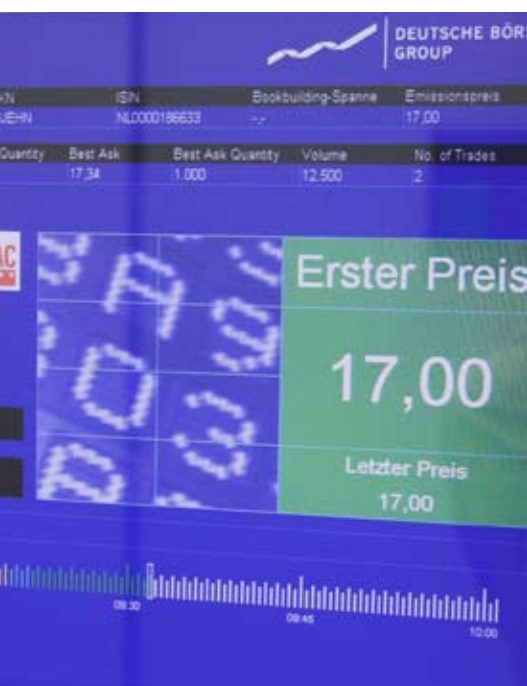 DEUTSCHE BÖRS
GROUP
ISIN Bookbuilding-Spanne Emissionspreis
NL0000186633 -,- 17,00
Quantity Best Ask Best Ask Quantity Volume No. of Trades
17,34 1.000 12.500 2
AC
Erster Preis
17,00
Letzter Preis
17,00
09:30 09:45 10:00